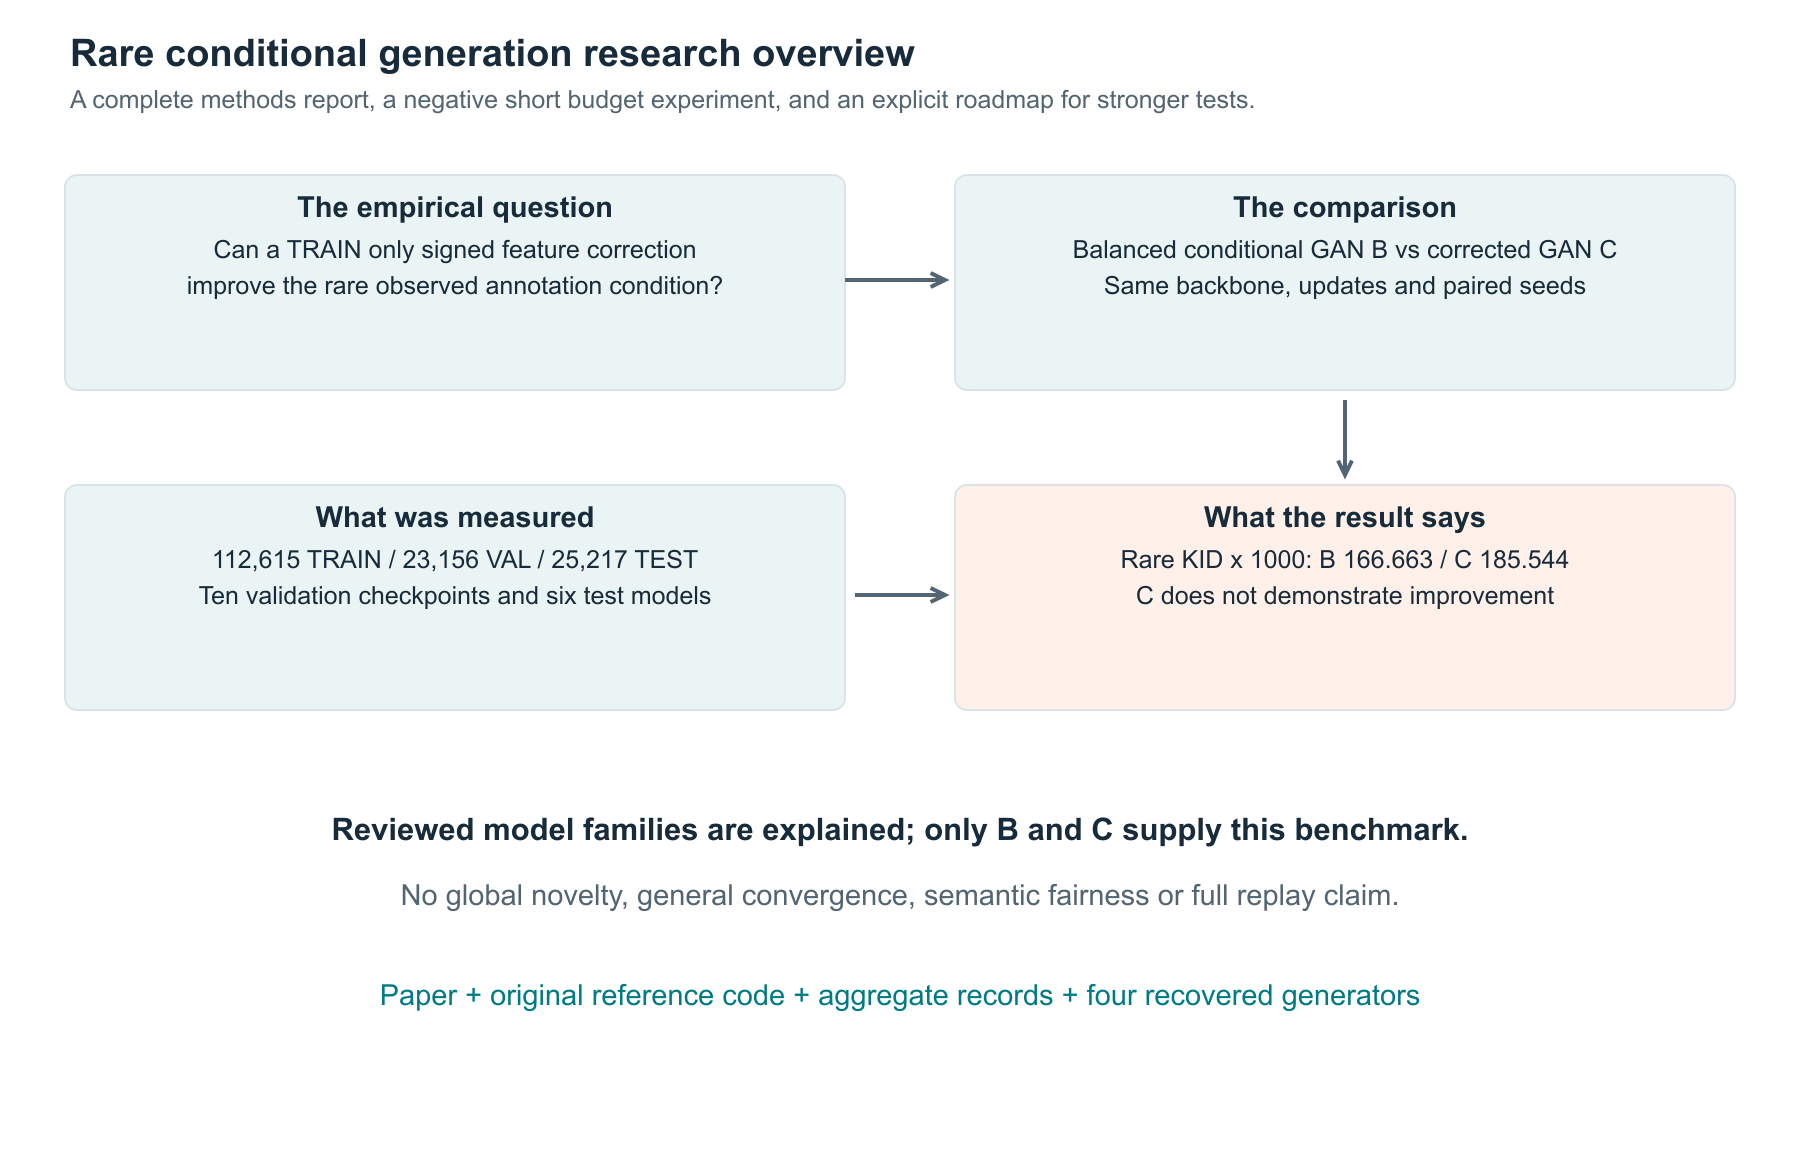 Rare conditional generation research overview
A complete methods report, a negative short budget experiment, and an explicit roadmap for stronger tests.
The empirical question
Can a TRAIN only signed feature correction
improve the rare observed annotation condition?
The comparison
Balanced conditional GAN B vs corrected GAN C
Same backbone, updates and paired seeds
What was measured
112,615 TRAIN / 23,156 VAL / 25,217 TEST
Ten validation checkpoints and six test models
What the result says
Rare KID x 1000: B 166.663 / C 185.544
C does not demonstrate improvement
Reviewed model families are explained; only B and C supply this benchmark.
No global novelty, general convergence, semantic fairness or full replay claim.
Paper + original reference code + aggregate records + four recovered generators